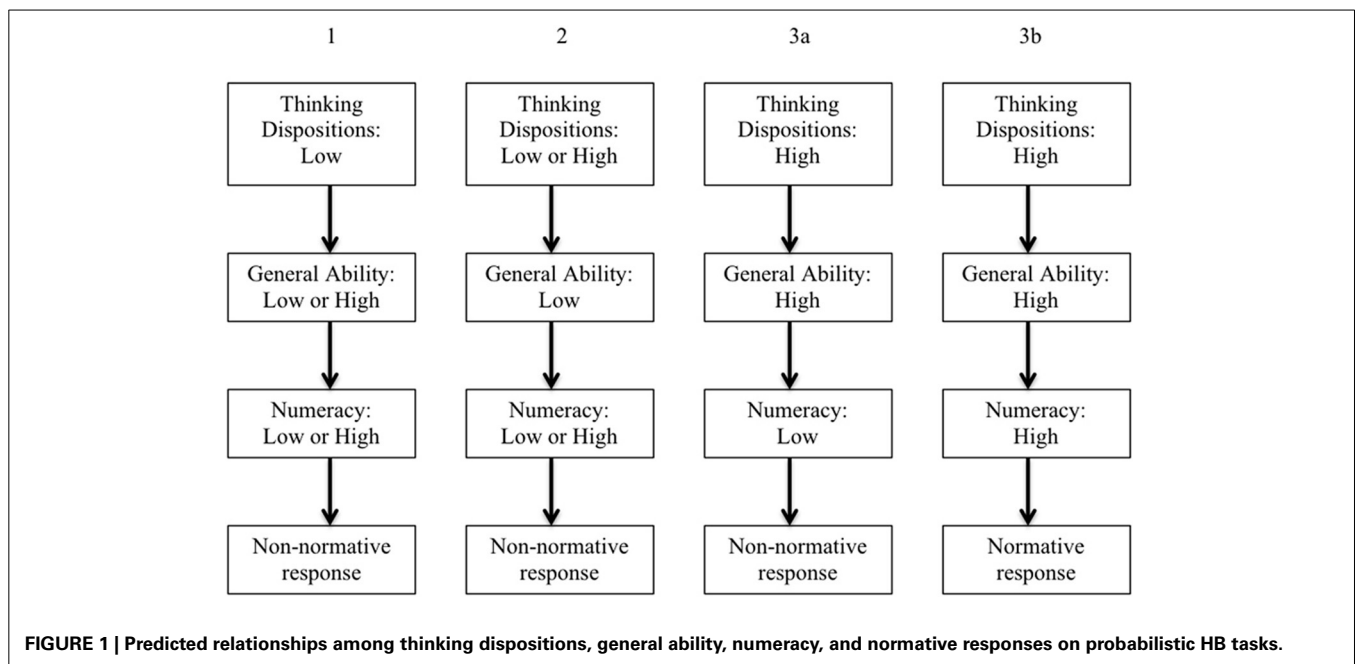 1
2
3a
3b
Thinking
Dispositions:
Low
Thinking
Dispositions:
Low or High
Thinking
Dispositions:
High
Thinking
Dispositions:
High
General Ability:
Low or High
General Ability:
Low
General Ability:
High
General Ability:
High
Numeracy:
Low or High
Numeracy:
Low or High
Numeracy:
Low
Numeracy:
High
Non-normative
response
Non-normative
response
Non-normative
response
Normative
response
FIGURE 1 | Predicted relationships among thinking dispositions, general ability, numeracy, and normative responses on probabilistic HB tasks.